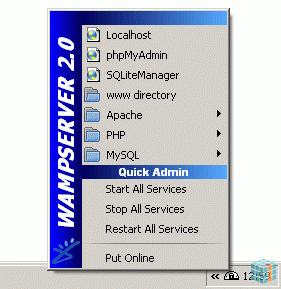 WAMPSERVER 2.0
Localhost
phpMyAdmin
SQLiteManager
www directory
Apache
PHP
MySQL
Quick Admin
Start All Services
Stop All Services
Restart All Services
Put Online